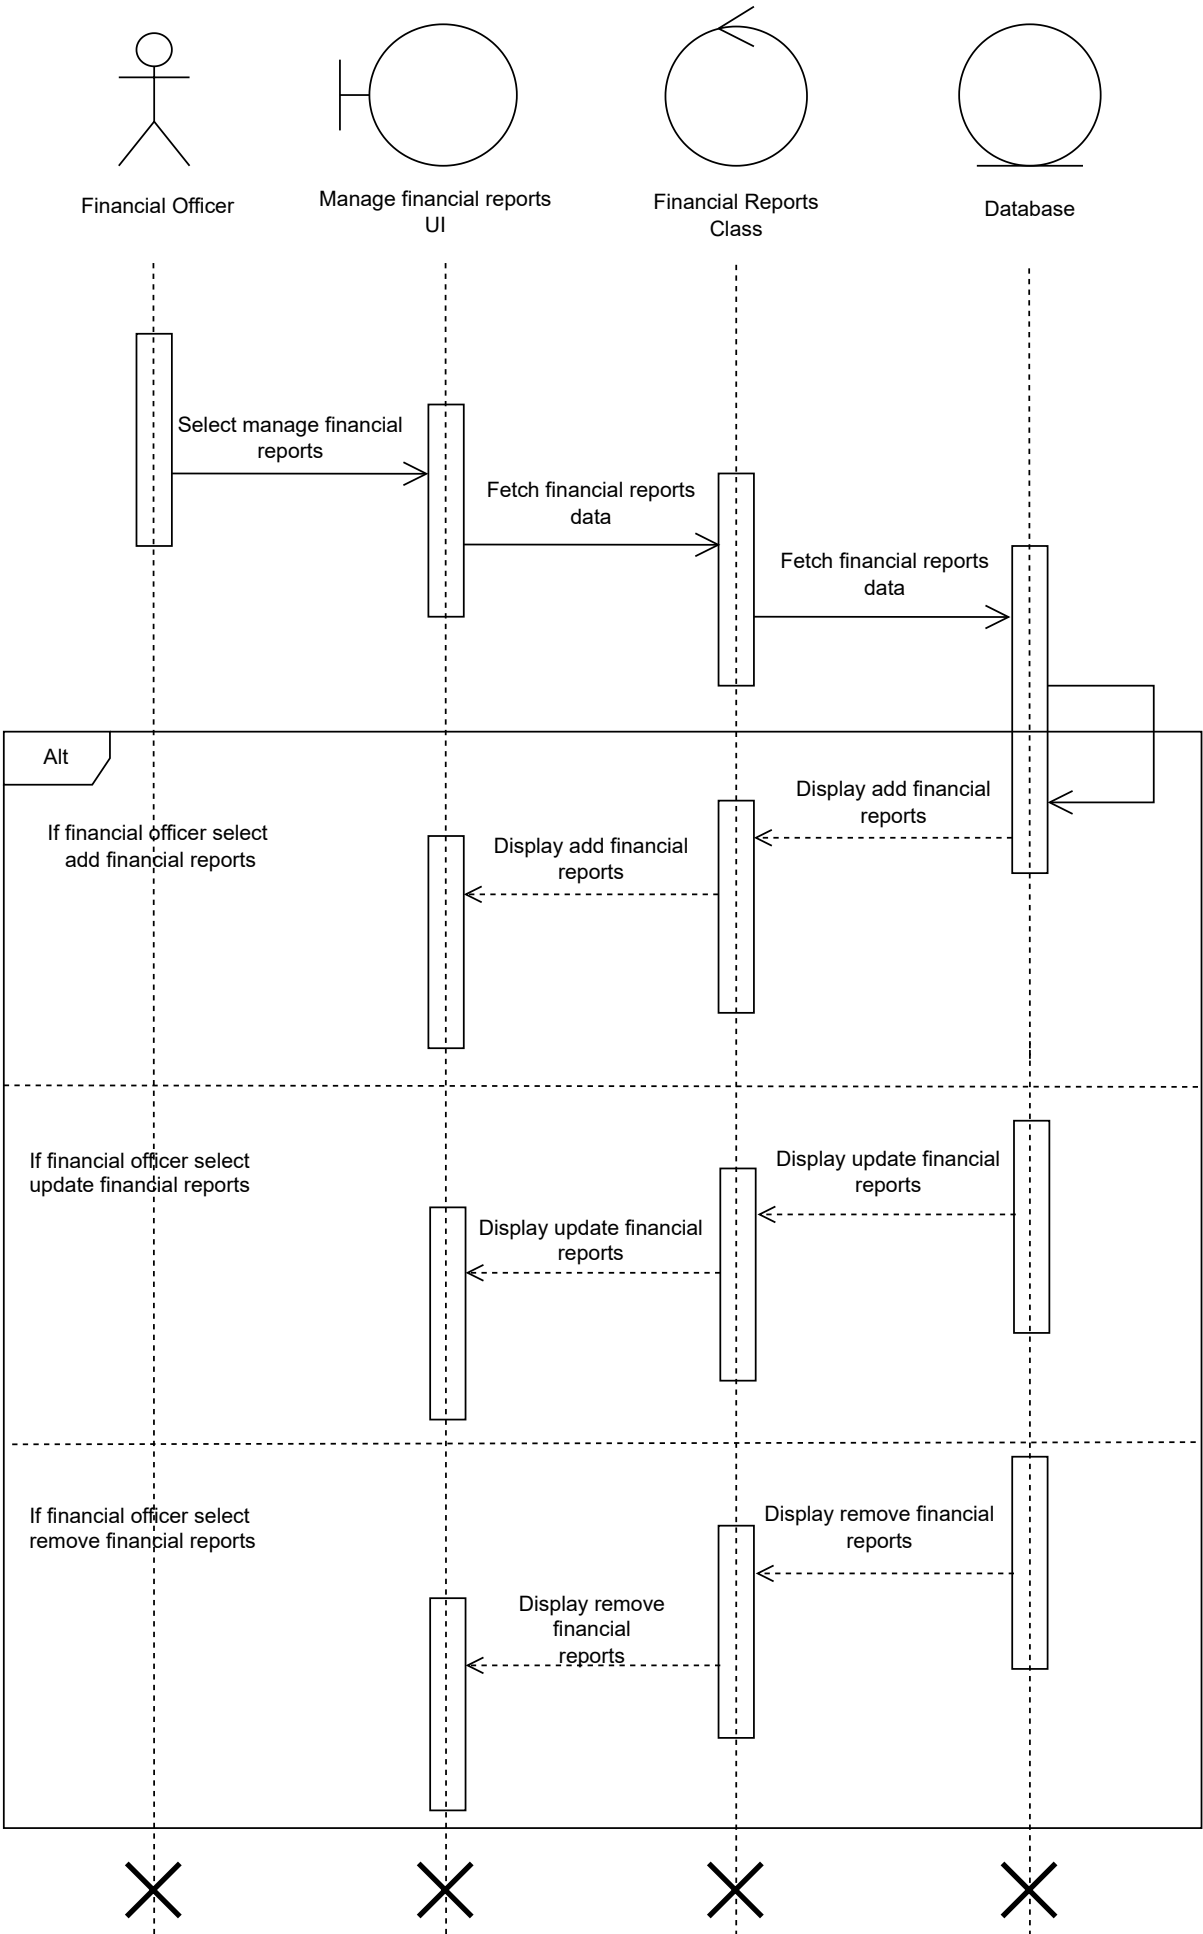 Financial Officer
Manage financial reports
UI
Financial Reports
Class
Database
Select manage financial
reports
Fetch financial reports
data
Fetch financial reports
data
Alt
Display add financial
reports
If financial officer select
add financial reports
Display add financial
reports
If financial officer select
update financial reports
Display update financial
reports
Display update financial
reports
If financial officer select
remove financial reports
Display remove financial
reports
Display remove
financial
reports